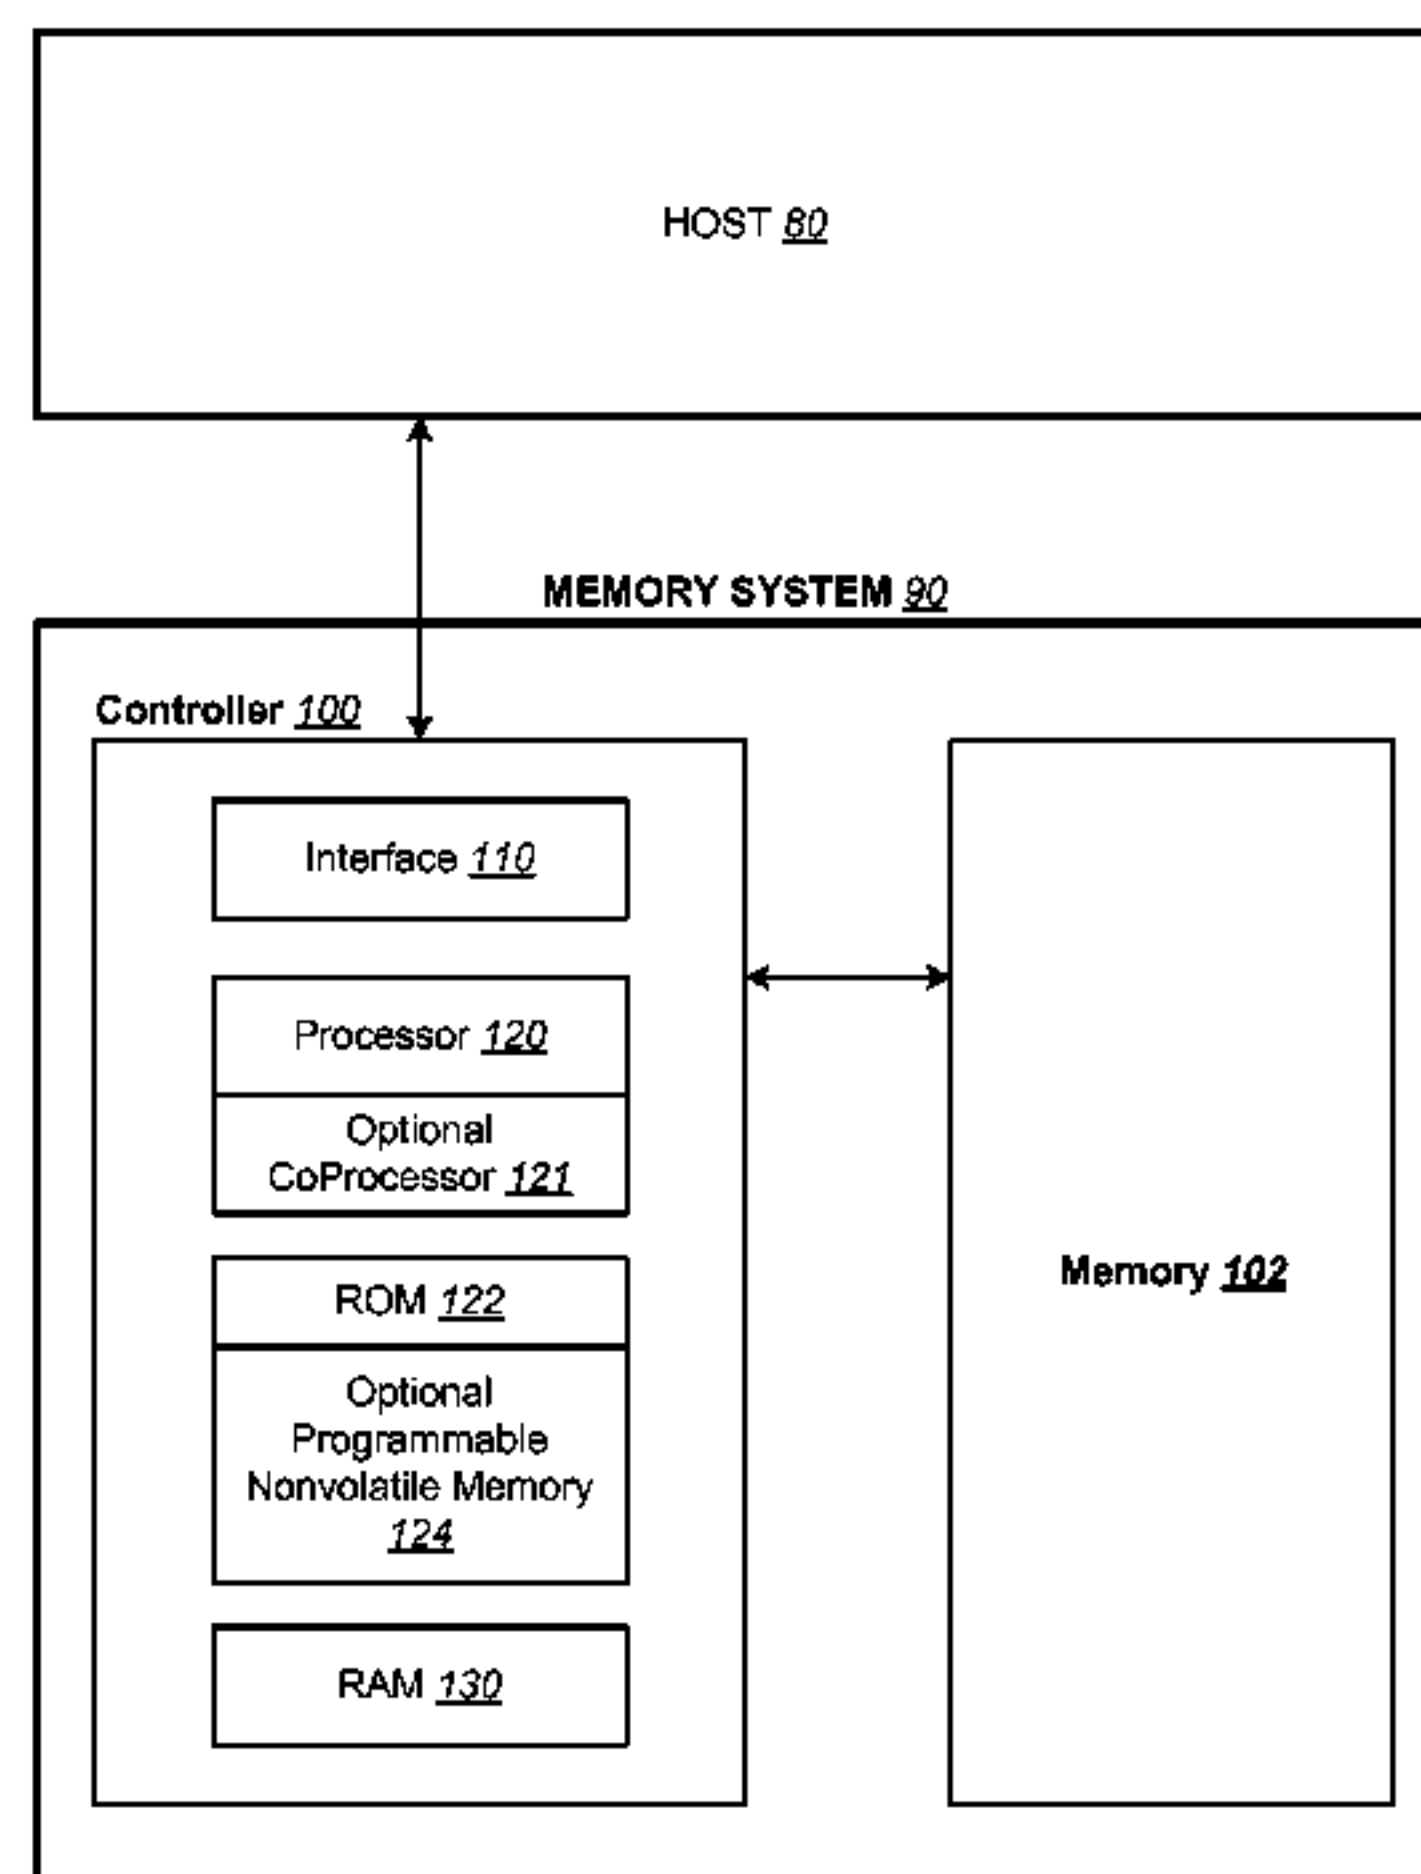 HOST 80
MEMORY SYSTEM 90
Controller 100
Interface 110
Processor 120
Optional
CoProcessor 121
ROM 122
Optional
Programmable
Nonvolatile Memory
124
RAM 130
Memory 102